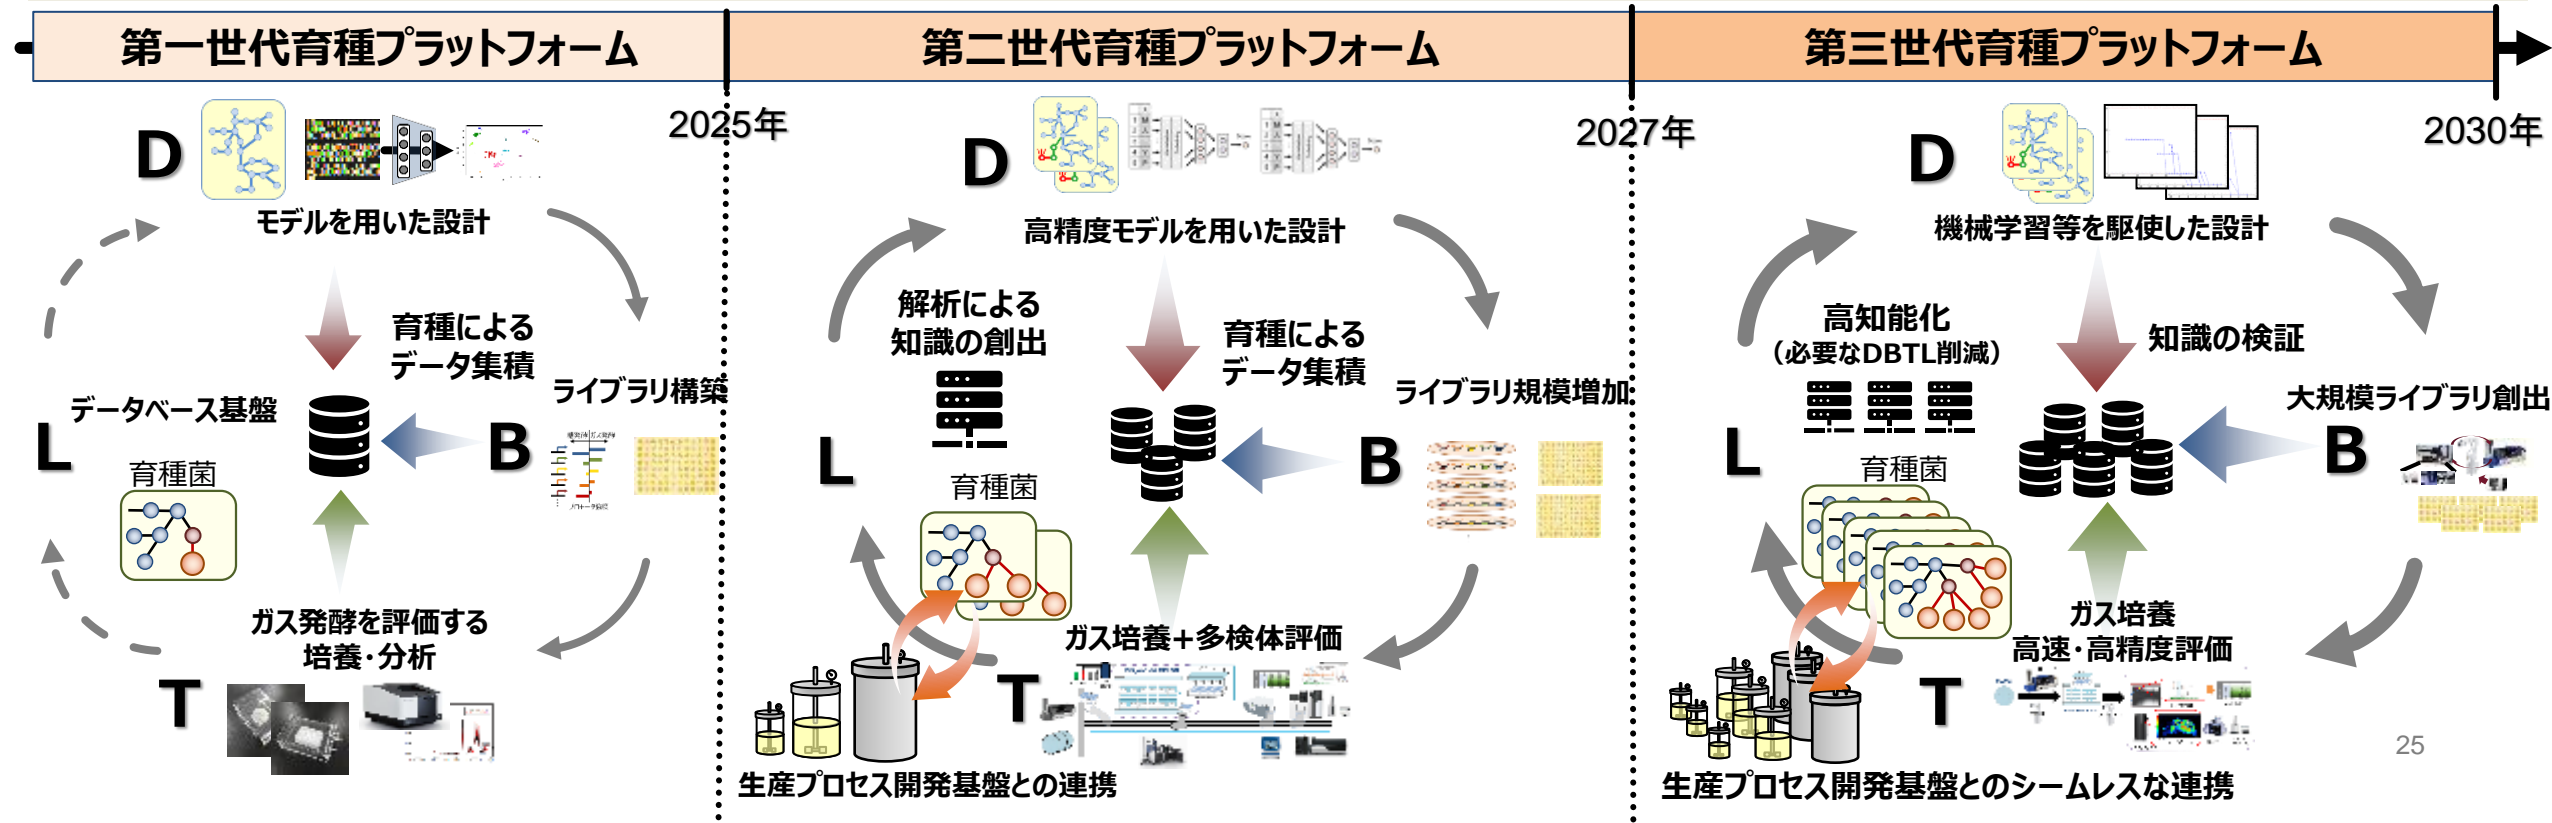 第一世代育種プラットフォーム
第二世代育種プラットフォーム
第三世代育種プラットフォーム
2025年
2027年
2030年
D
モデルを用いた設計
育種による
データ集積
ライブラリ構築
データベース基盤
L
B
育種菌
ガス発酵を評価する
培養・分析
T
D
高精度モデルを用いた設計
解析による
知識の創出
育種による
データ集積
ライブラリ規模増加
L
B
育種菌
ガス培養+多検体評価
T
生産プロセス開発基盤との連携
D
機械学習等を駆使した設計
高知能化
(必要なDBTL削減)
知識の検証
大規模ライブラリ創出
L
B
育種菌
ガス培養
高速・高精度評価
T
生産プロセス開発基盤とのシームレスな連携
25